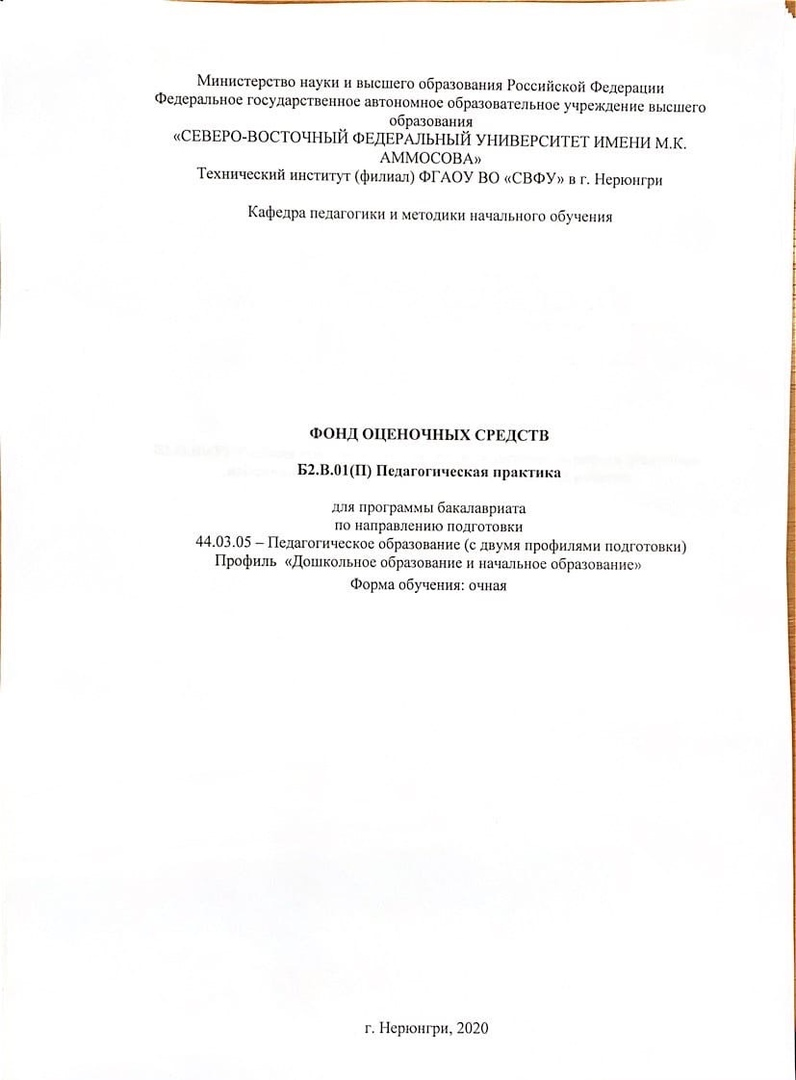 Министерство науки и высшего образования Российской Федерации
Федеральное государственное автономное образовательное учреждение высшего
образования
«СЕВЕРО-ВОСТОЧНЫЙ ФЕДЕРАЛЬНЫЙ УНИВЕРСИТЕТ ИМЕНИ М.К.
АММОСОВА»
Технический институт (филиал) ФГАОУ ВО «СВФУ» в г. Нерюнгри
Кафедра педагогики и методики начального обучения
ФОНД ОЦЕНОЧНЫХ СРЕДСТВ
Б2.В.01(П) Педагогическая практика
для программы бакалавриата
по направлению подготовки
44.03.05 – Педагогическое образование (с двумя профилями подготовки)
Профиль «Дошкольное образование и начальное образование»
Форма обучения: очная
г. Нерюнгри, 2020